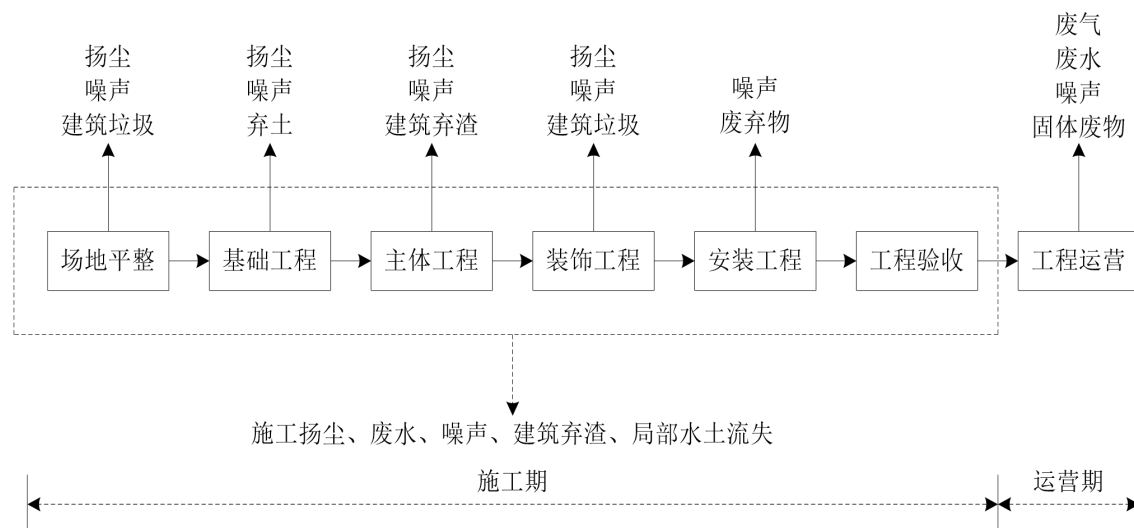 扬尘
噪声
建筑垃圾
扬尘
噪声
弃土
扬尘
噪声
建筑弃渣
扬尘
噪声
建筑垃圾
噪声
废弃物
废气
废水
噪声
固体废物
场地平整
基础工程
主体工程
装饰工程
安装工程
工程验收
工程运营
施工扬尘、废水、噪声、建筑弃渣、局部水土流失
施工期
运营期